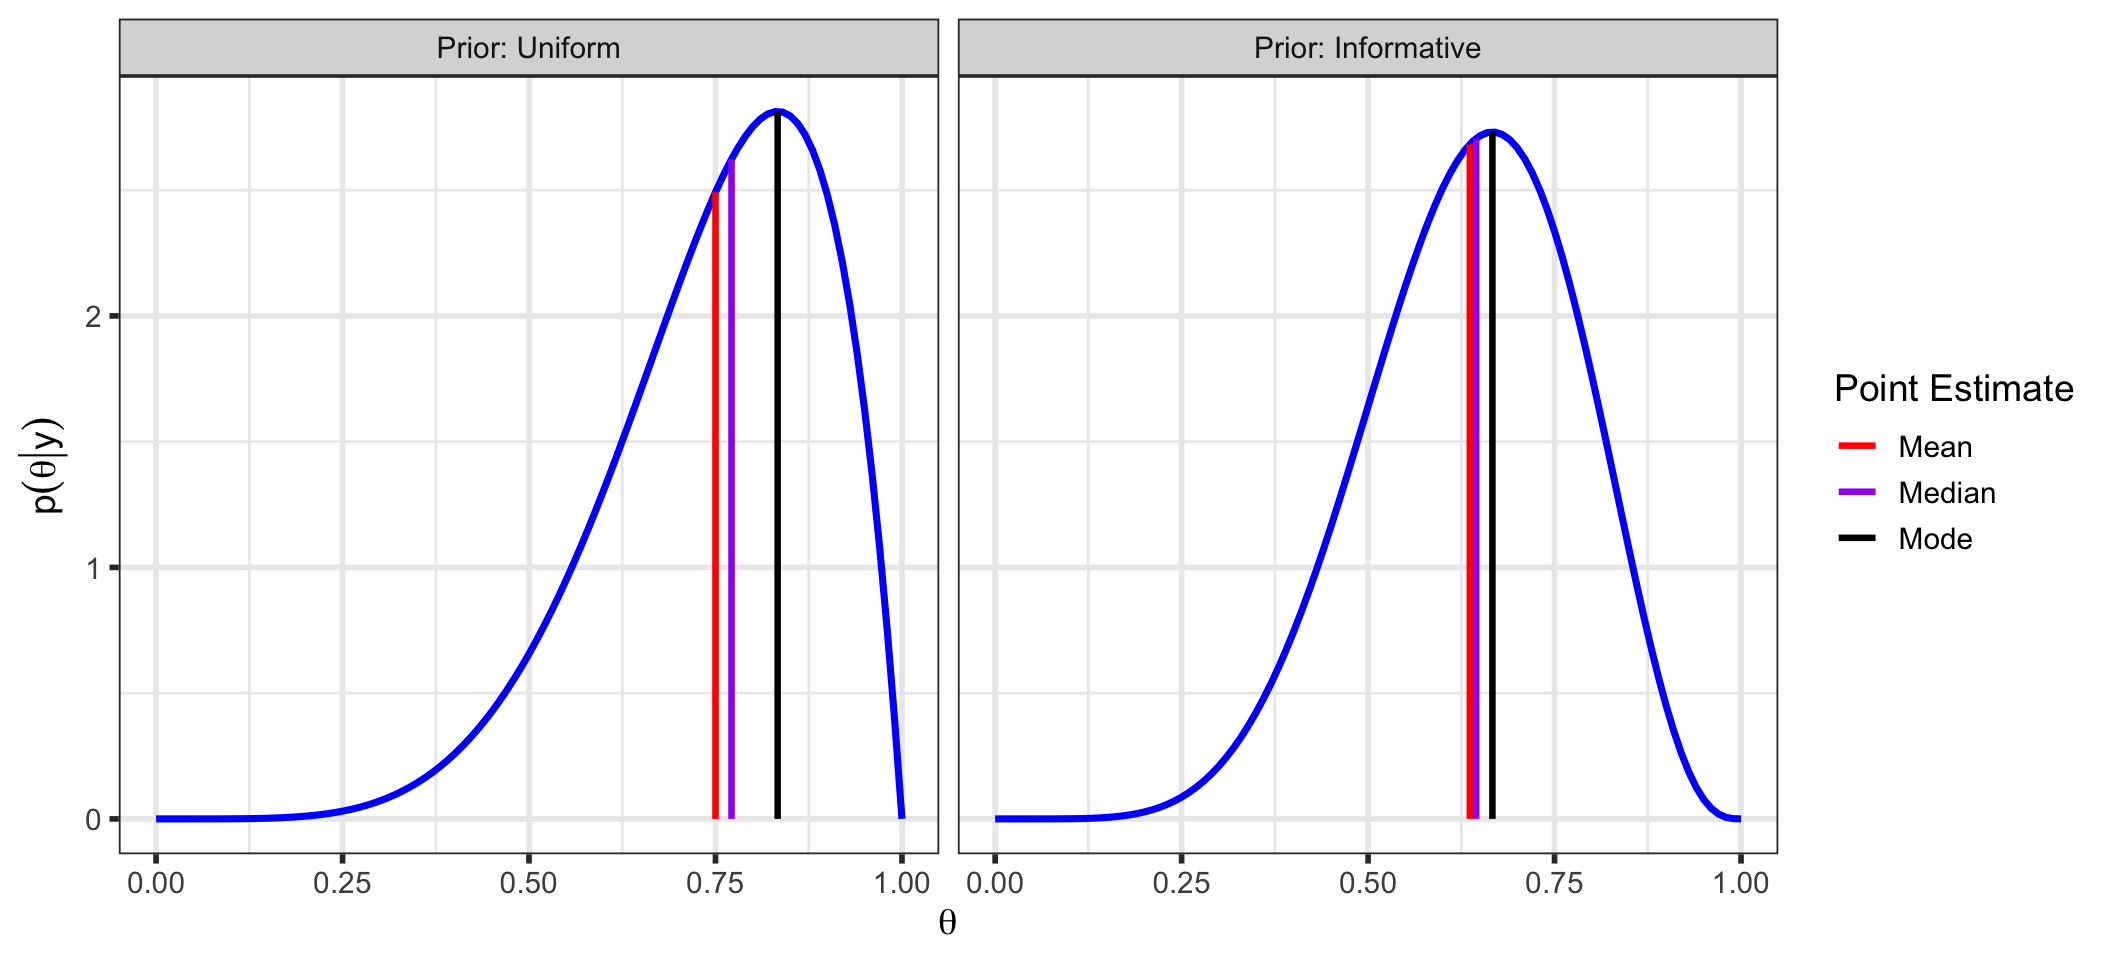 Prior: Uniform
Prior: Informative
p(θ|y)
2
1
0
0.00 0.25 0.50 0.75 1.00
0.00 0.25 0.50 0.75 1.00
θ
Point Estimate
Mean
Median
Mode